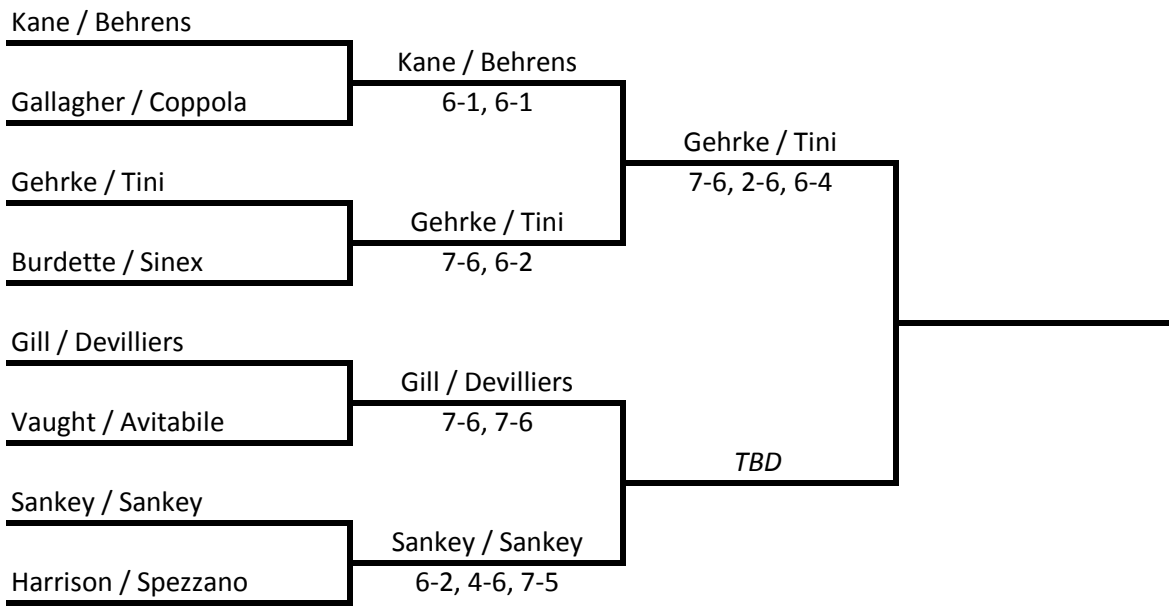 Kane / Behrens
Kane / Behrens
Gallagher / Coppola
6-1, 6-1
Gehrke / Tini
Gehrke / Tini
7-6, 2-6, 6-4
Gehrke / Tini
Burdette / Sinex
7-6, 6-2
Gill / Devilliers
Gill / Devilliers
Vaught / Avitabile
7-6, 7-6
TBD
Sankey / Sankey
Sankey / Sankey
Harrison / Spezzano
6-2, 4-6, 7-5